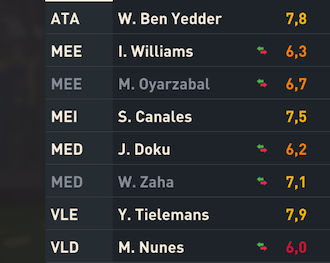 ATA W. Ben Yedder 7,8
MEE I. Williams 6,3
MEE M. Oyarzabal 6,7
MEI S. Canales 7,5
MED J. Doku 6,2
MED W. Zaha 7,1
VLE Y. Tielemans 7,9
VLD M. Nunes 6,0